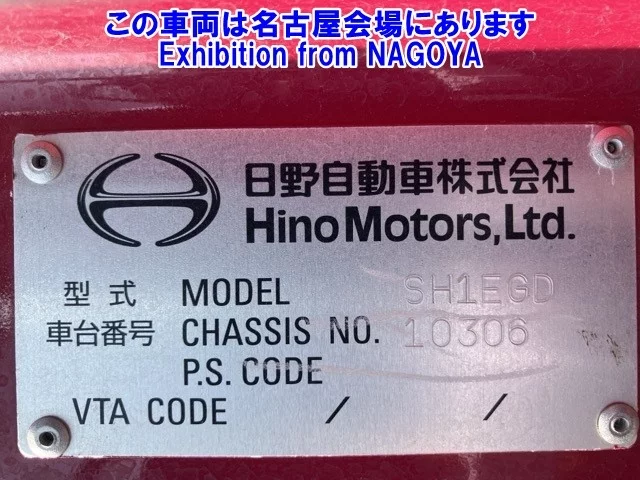 この車両は名古屋会場にあります
Exhibition from NAGOYA
日野自動車株式会社
Hino Motors, Ltd.
型式 MODEL SH1EGD
車台番号 CHASSIS NO. 10306
P.S. CODE
VTA CODE / /